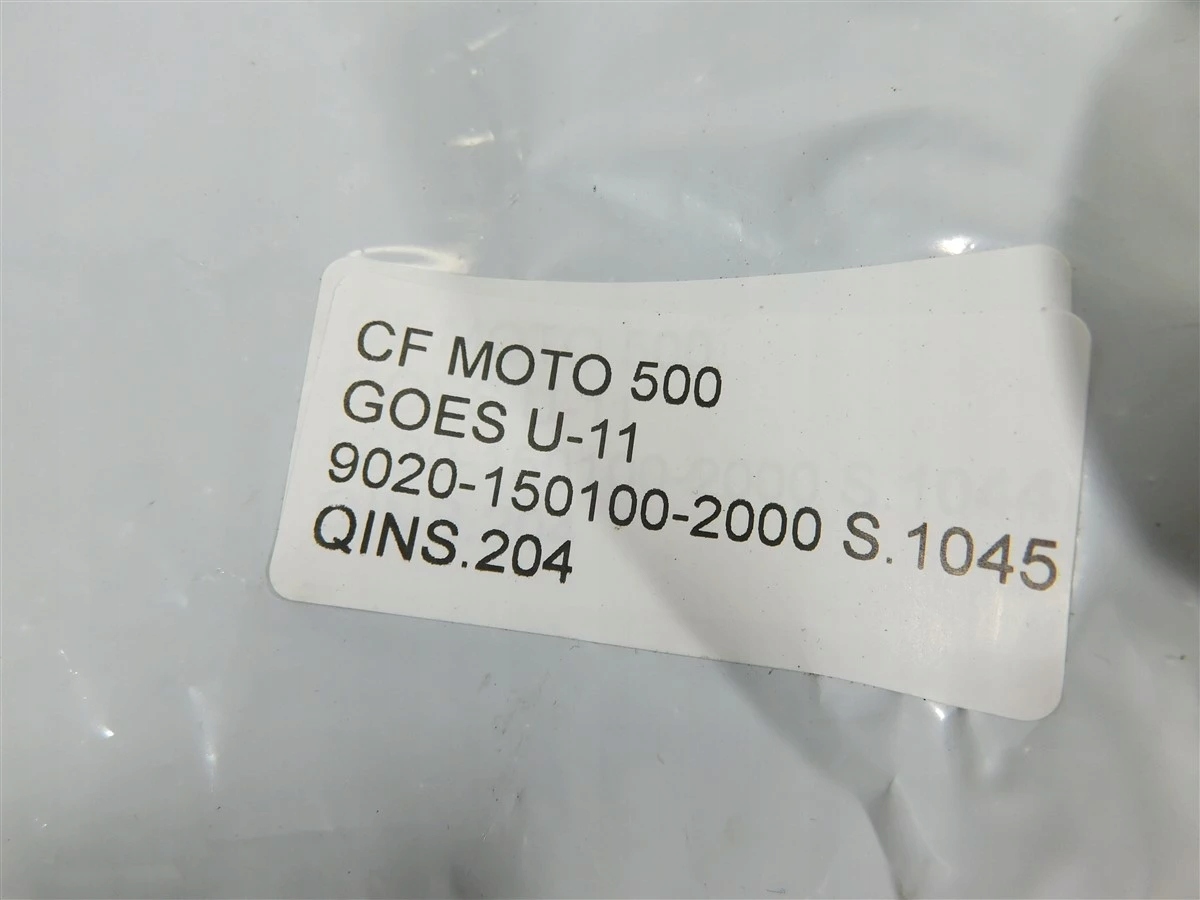 CF MOTO 500
GOES U-11
9020-150100-2000 S.1045
QINS.204